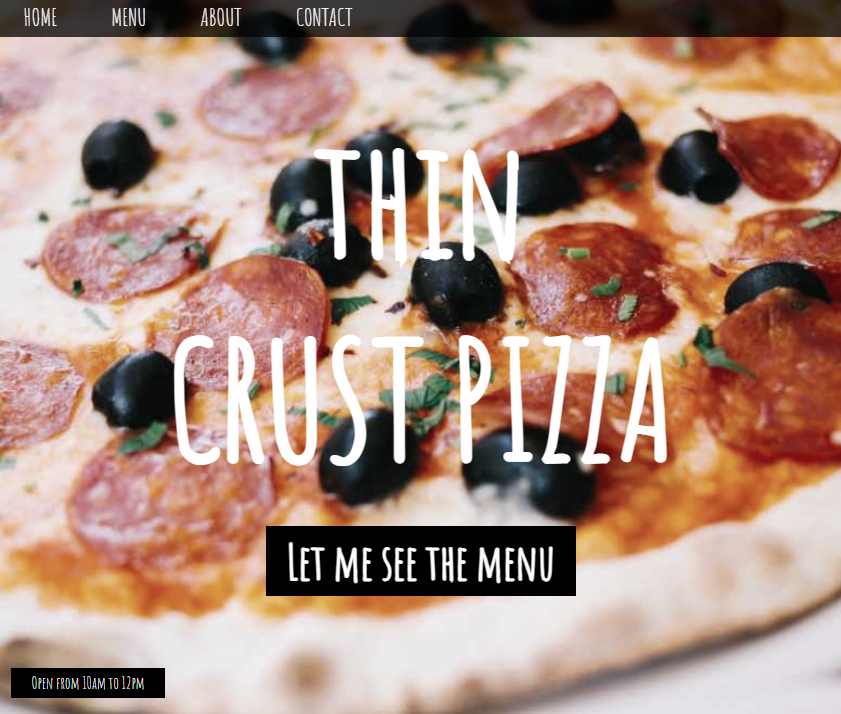 HOME MENU ABOUT CONTACT
THIN
CRUST PIZZA
Let me see the menu
Open from 10am to 12pm